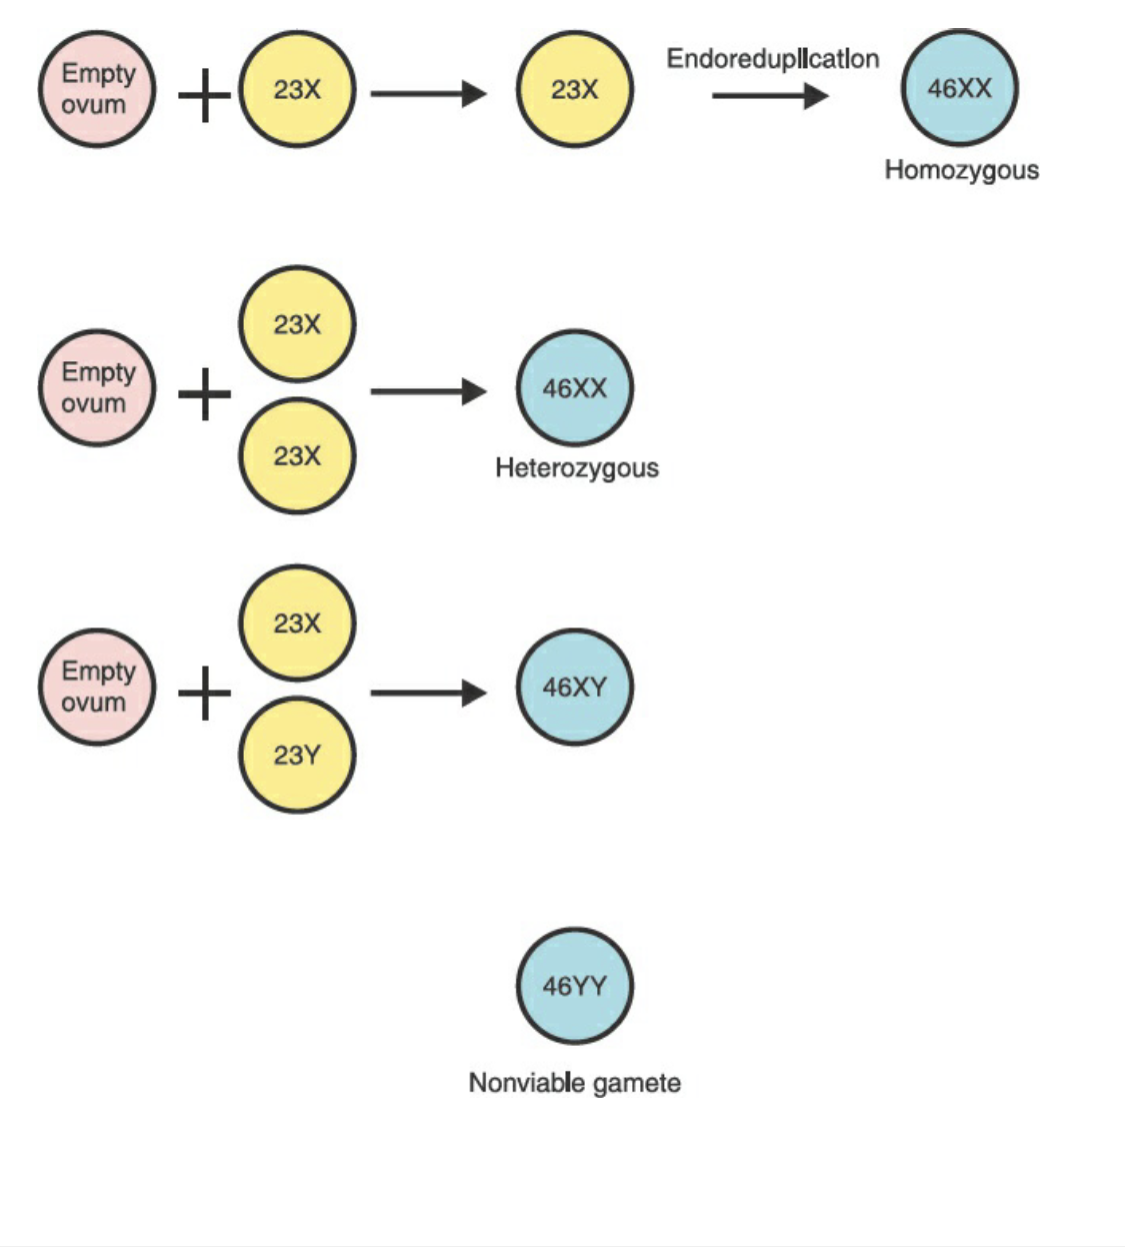 Empty
ovum
23X
23X
Endoreduplication
46XX
Homozygous
Empty
ovum
23X
23X
46XX
Heterozygous
Empty
ovum
23X
23Y
46XY
46YY
Nonviable gamete